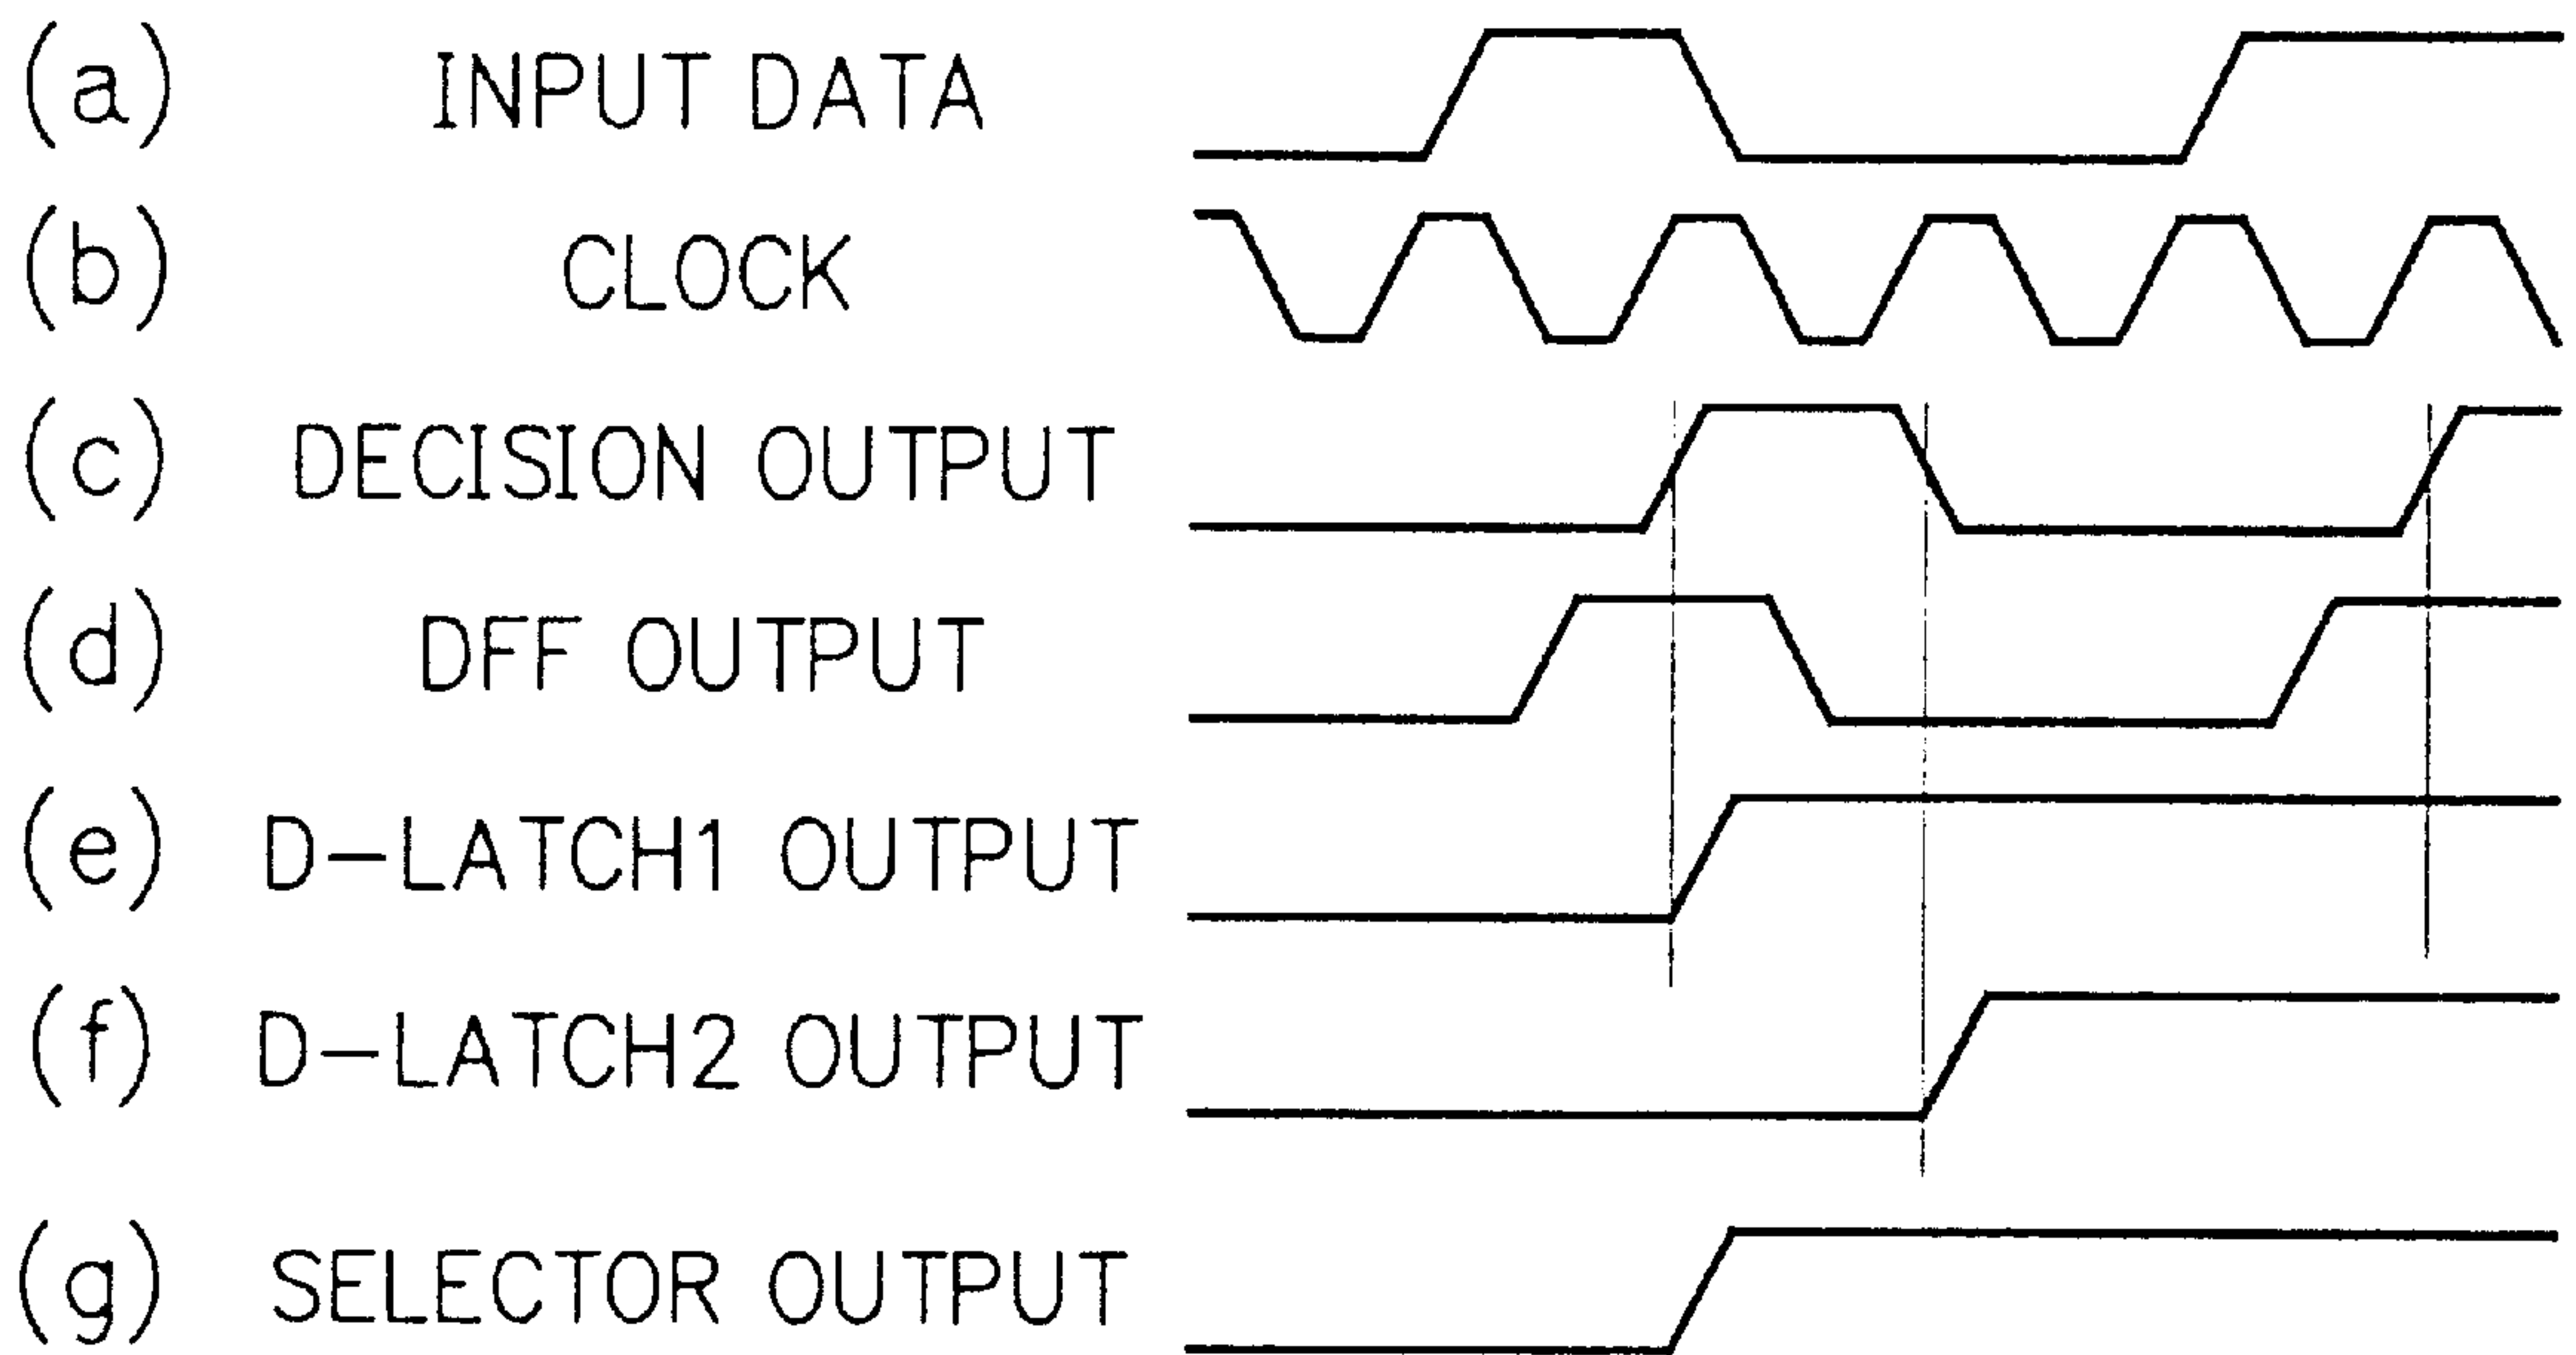 (a) INPUT DATA
(b) CLOCK
(c) DECISION OUTPUT
(d) DFF OUTPUT
(e) D-LATCH1 OUTPUT
(f) D-LATCH2 OUTPUT
(g) SELECTOR OUTPUT